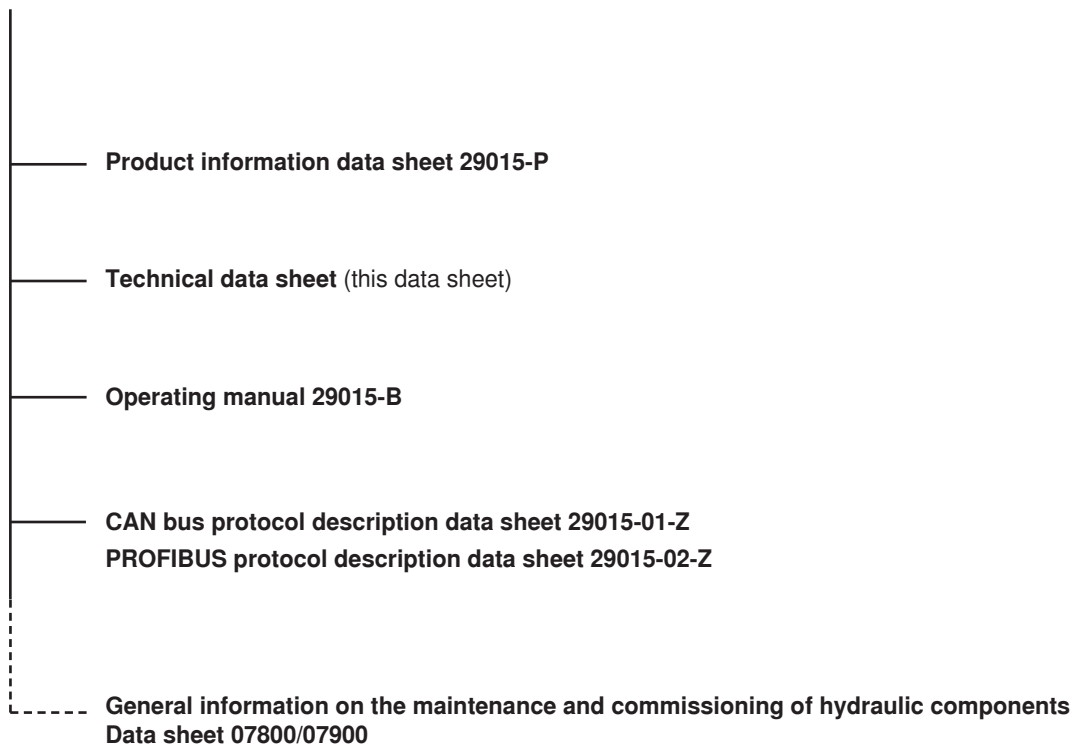 Product information data sheet 29015-P
Technical data sheet (this data sheet)
Operating manual 29015-B
CAN bus protocol description data sheet 29015-01-Z
PROFIBUS protocol description data sheet 29015-02-Z
General information on the maintenance and commissioning of hydraulic components
Data sheet 07800/07900